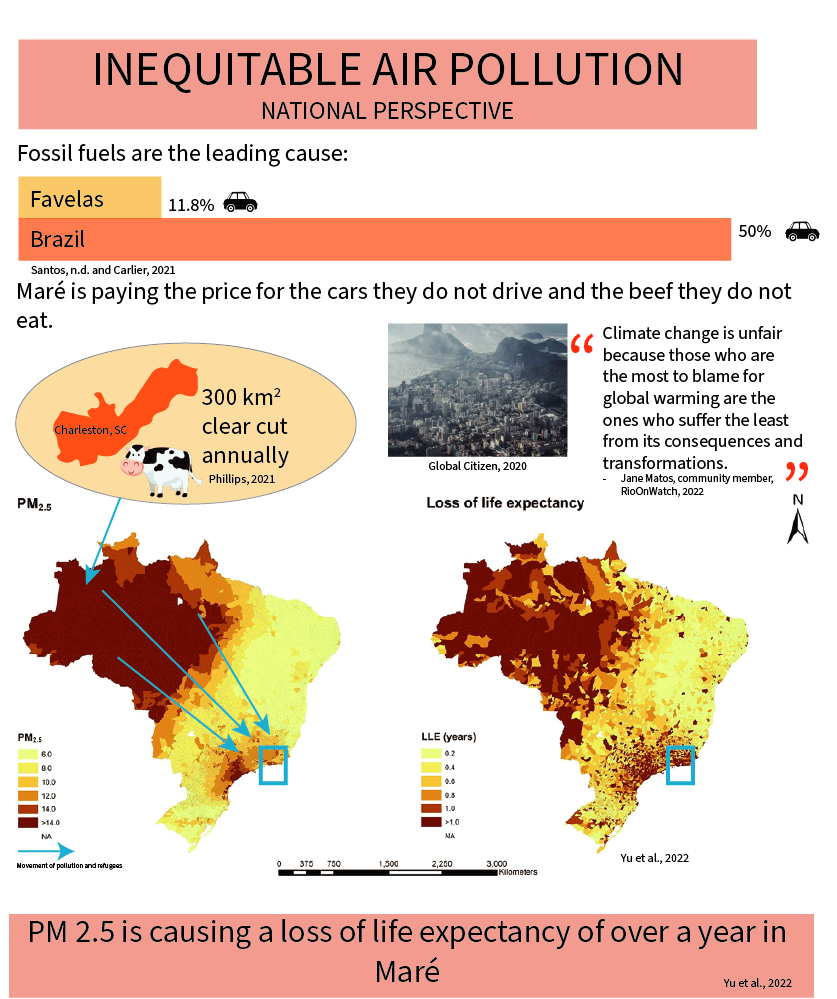 INEQUITABLE AIR POLLUTION
NATIONAL PERSPECTIVE
Fossil fuels are the leading cause:
Favelas
11.8%
Brazil
50%
Santos, n.d. and Carlier, 2021
Maré is paying the price for the cars they do not drive and the beef they do not
eat.
300 km²
clear cut
annually
Charleston, SC
Phillips, 2021
Global Citizen, 2020
“
Climate change is unfair
because those who are
the most to blame for
global warming are the
ones who suffer the least
from its consequences and
transformations.
”
- Jane Matos, community member,
RioOnWatch, 2022
N
PM2.5
Loss of life expectancy
PM2.5
6.0
8.0
10.0
12.0
14.0
>14.0
NA
Movement of pollution and refugees
LLE (years)
0.2
0.4
0.6
0.8
1.0
>1.0
NA
0 375 750 1,500 2,250 3,000
Kilometers
Yu et al., 2022
PM 2.5 is causing a loss of life expectancy of over a year in
Maré
Yu et al., 2022